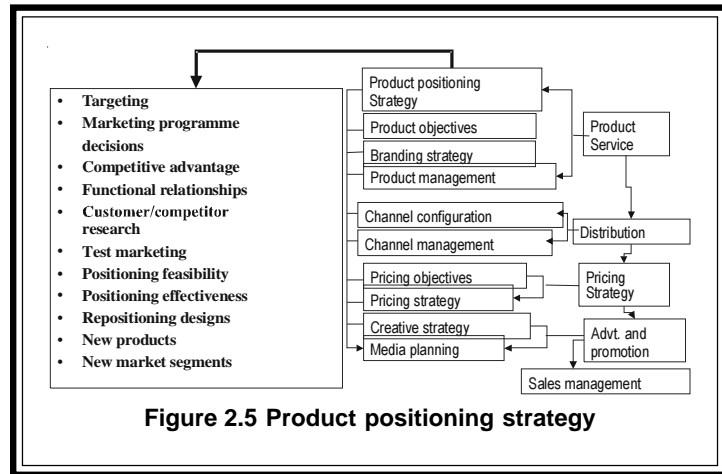 • Targeting
• Marketing programme
decisions
• Competitive advantage
• Functional relationships
• Customer/competitor
research
• Test marketing
• Positioning feasibility
• Positioning effectiveness
• Repositioning designs
• New products
• New market segments
Product positioning
Strategy
Product objectives
Branding strategy
Product management
Channel configuration
Channel management
Pricing objectives
Pricing strategy
Creative strategy
Media planning
Product
Service
Distribution
Pricing
Strategy
Advt. and
promotion
Sales management
Figure 2.5 Product positioning strategy